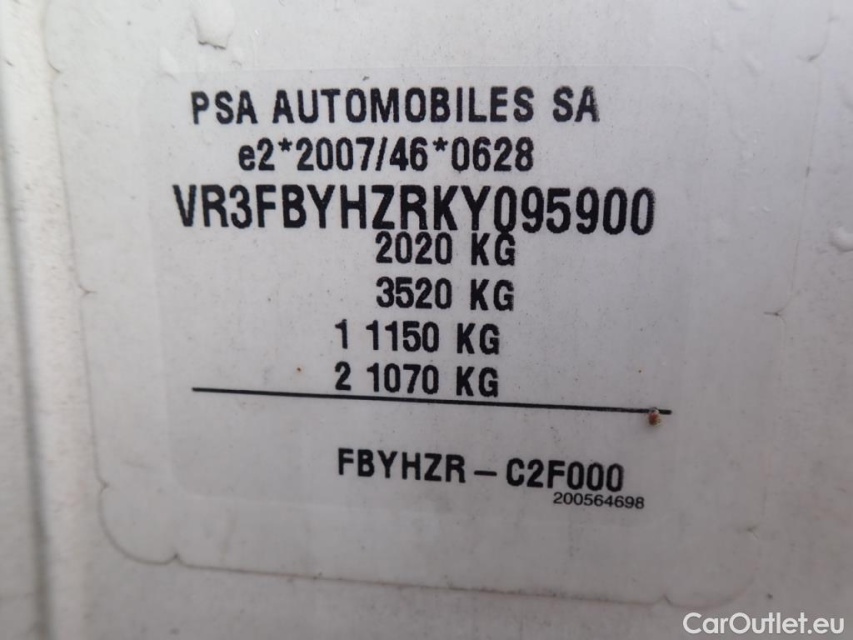 PSA AUTOMOBILES SA
e2*2007/46*0628
VR3FBYHZRKY095900
2020 KG
3520 KG
1 1150 KG
2 1070 KG
FBYHZR – C2F000
200564698
CarOutlet.eu